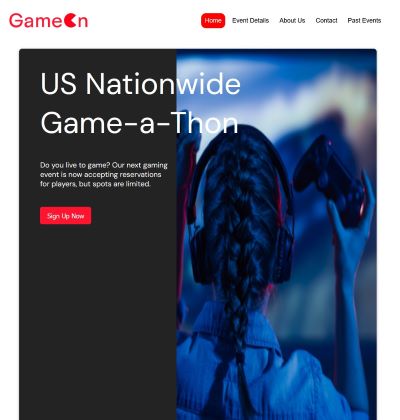 GameOn
Home Event Details About Us Contact Past Events
US Nationwide
Game-a-Thon
Do you live to game? Our next gaming
event is now accepting reservations
for players, but spots are limited.
Sign Up Now